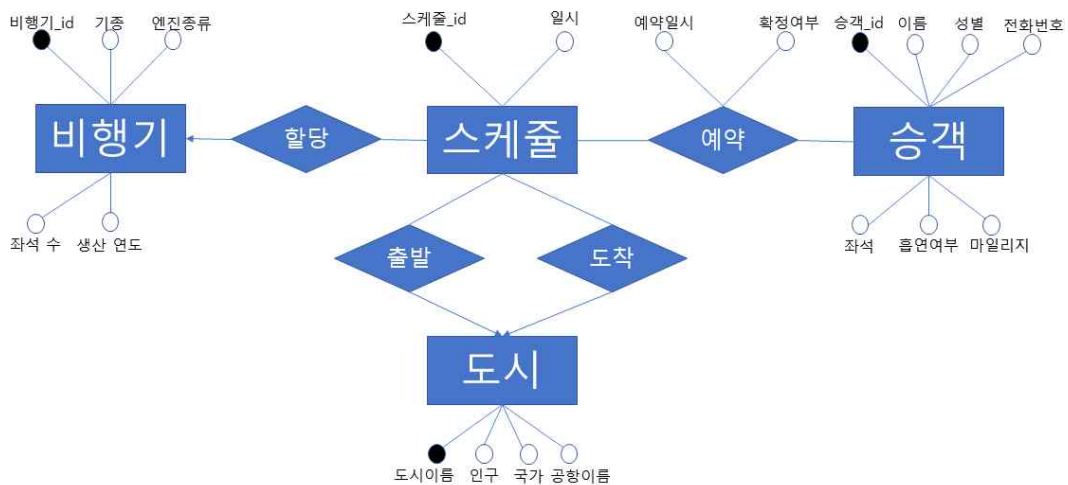 비행기_id 기종 엔진종류 스케줄_id 일시 예약일시 확정여부 승객_id 이름 성별 전화번호
비행기 할당 스케쥴 예약 승객
좌석 수 생산 연도 출발 도착 좌석 흡연여부 마일리지
도시
도시이름 인구 국가 공항이름